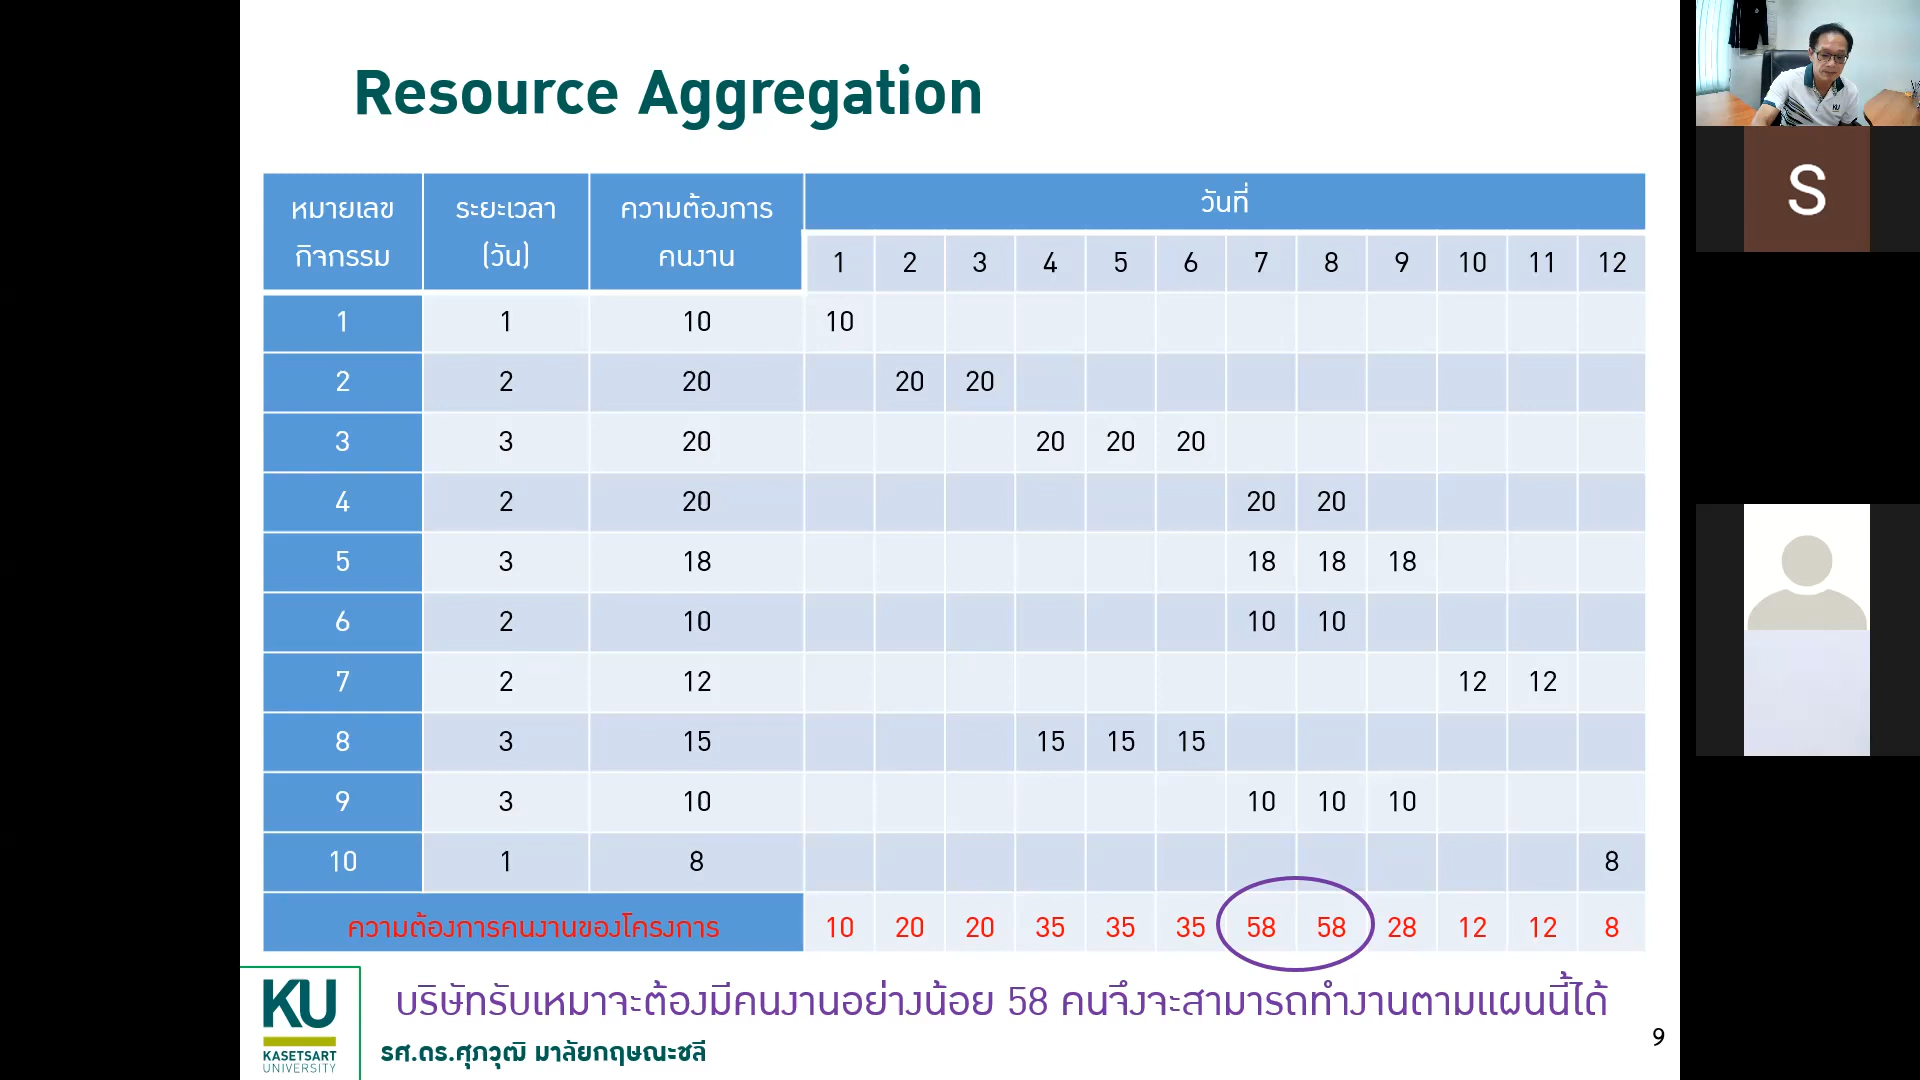 Resource Aggregation
หมายเลข กิจกรรม ระยะเวลา (วัน) ความต้องการ คนงาน วันที่
1 2 3 4 5 6 7 8 9 10 11 12
1 1 10 10
2 2 20 20 20
3 3 20 20 20 20
4 2 20 20 20
5 3 18 18 18 18
6 2 10 10 10
7 2 12 12 12
8 3 15 15 15 15
9 3 10 10 10 10
10 1 8 8
ความต้องการคนงานของโครงการ 10 20 20 35 35 35 58 58 28 12 12 8
บริษัทรับเหมาจะต้องมีคนงานอย่างน้อย 58 คนจึงจะสามารถทำงานตามแผนนี้ได้
รศ.ดร.ศุภวุฒิ มาลัยกฤษณะชลี
9
KU
KASETSART
UNIVERSITY
S
KU